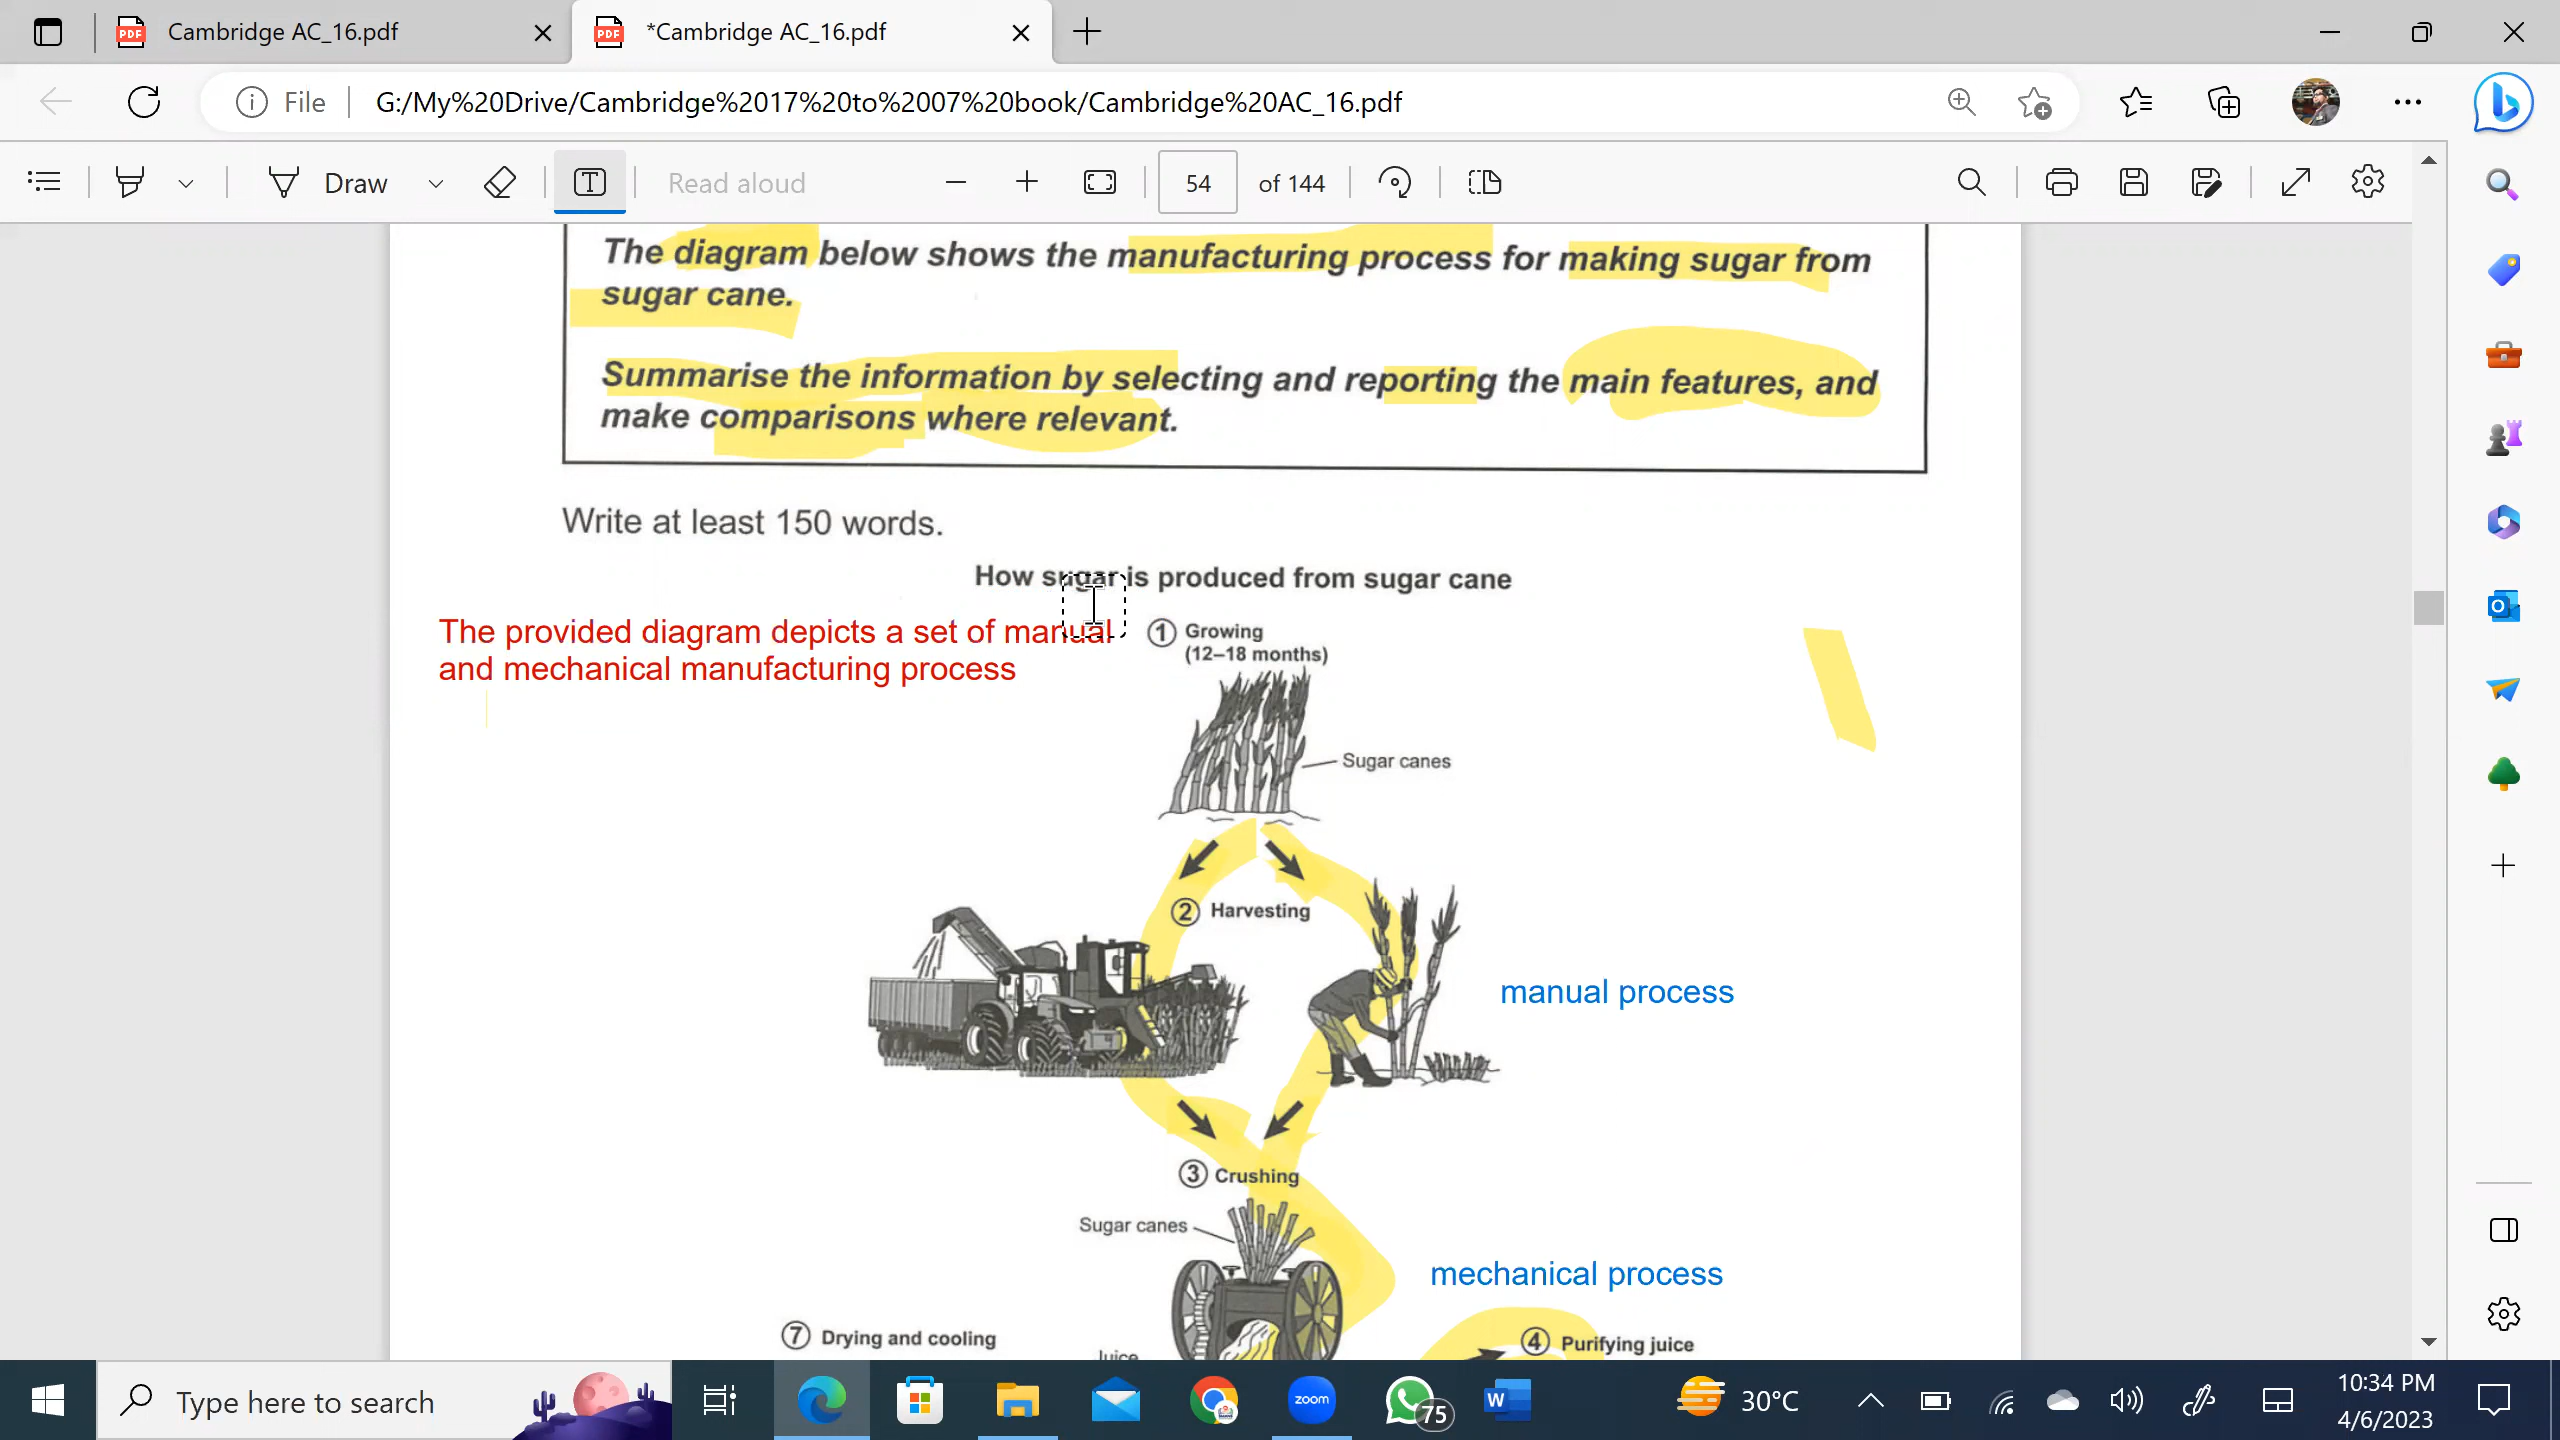 Cambridge AC_16.pdf
*Cambridge AC_16.pdf
File
G:/My%20Drive/Cambridge%2017%20to%2007%20book/Cambridge%20AC_16.pdf
Draw
Read aloud
54
of 144
The diagram below shows the manufacturing process for making sugar from
sugar cane.
Summarise the information by selecting and reporting the main features, and
make comparisons where relevant.
Write at least 150 words.
How sugar is produced from sugar cane
The provided diagram depicts a set of manual
and mechanical manufacturing process
1 Growing
(12–18 months)
Sugar canes
2 Harvesting
manual process
3 Crushing
Sugar canes
mechanical process
7 Drying and cooling
Juice
4 Purifying juice
Type here to search
zoom
75
W
30°C
10:34 PM
4/6/2023